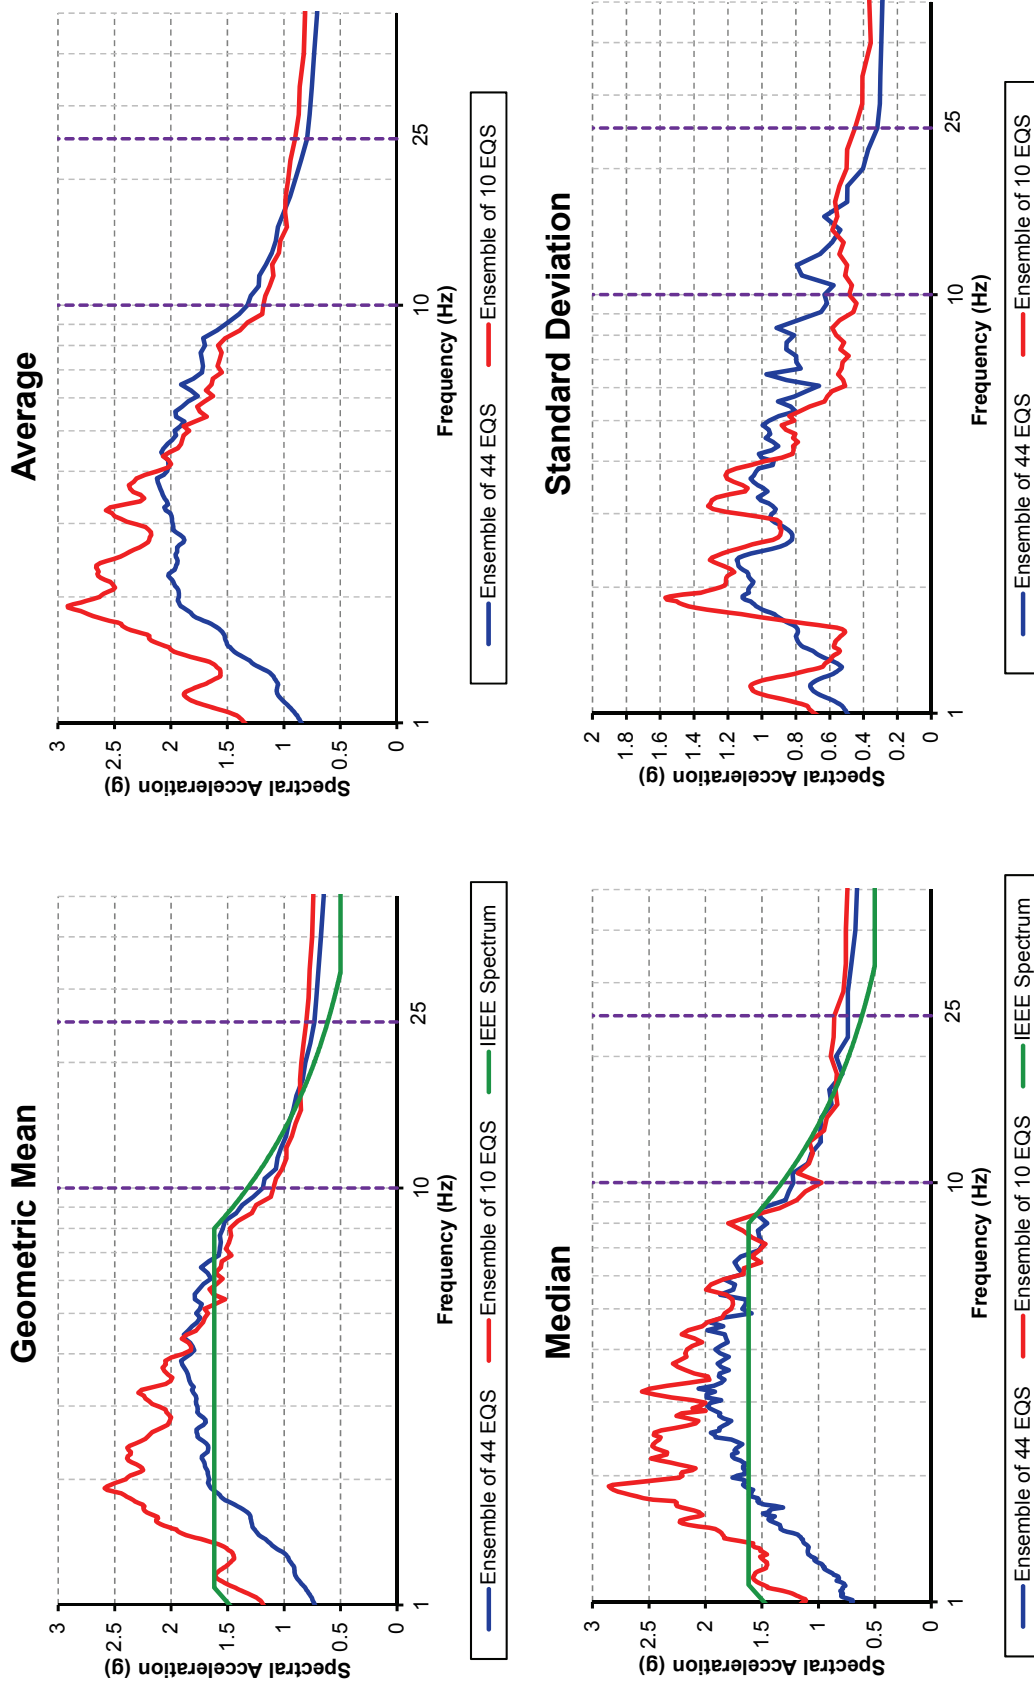 Geometric Mean
Spectral Acceleration (g)
3
2.5
2
1.5
1
0.5
0
1
10
25
Frequency (Hz)
Ensemble of 44 EQS
Ensemble of 10 EQS
IEEE Spectrum
Average
Spectral Acceleration (g)
3
2.5
2
1.5
1
0.5
0
1
10
25
Frequency (Hz)
Ensemble of 44 EQS
Ensemble of 10 EQS
Median
Spectral Acceleration (g)
3
2.5
2
1.5
1
0.5
0
1
10
25
Frequency (Hz)
Ensemble of 44 EQS
Ensemble of 10 EQS
IEEE Spectrum
Standard Deviation
Spectral Acceleration (g)
2
1.8
1.6
1.4
1.2
1
0.8
0.6
0.4
0.2
0
1
10
25
Frequency (Hz)
Ensemble of 44 EQS
Ensemble of 10 EQS